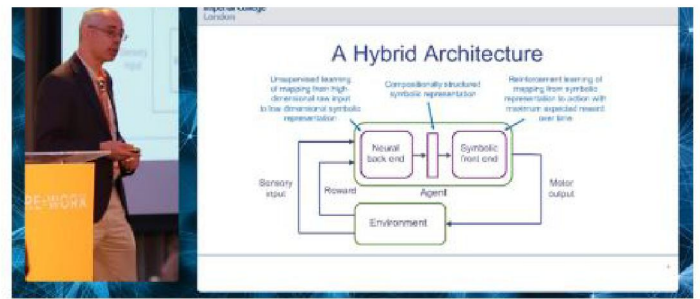 Imperial College
London
A Hybrid Architecture
Unsupervised learning
of mapping from high-
dimensional raw input
to low dimensional symbolic
representation
Compositionally structured
symbolic representation
Reinforcement learning of
mapping from symbolic
representation to action with
maximum expected reward
over time
Neural
back end
Symbolic
front end
Sensory
input
Reward
Agent
Motor
output
Environment
Sensory
input
RE•WORK